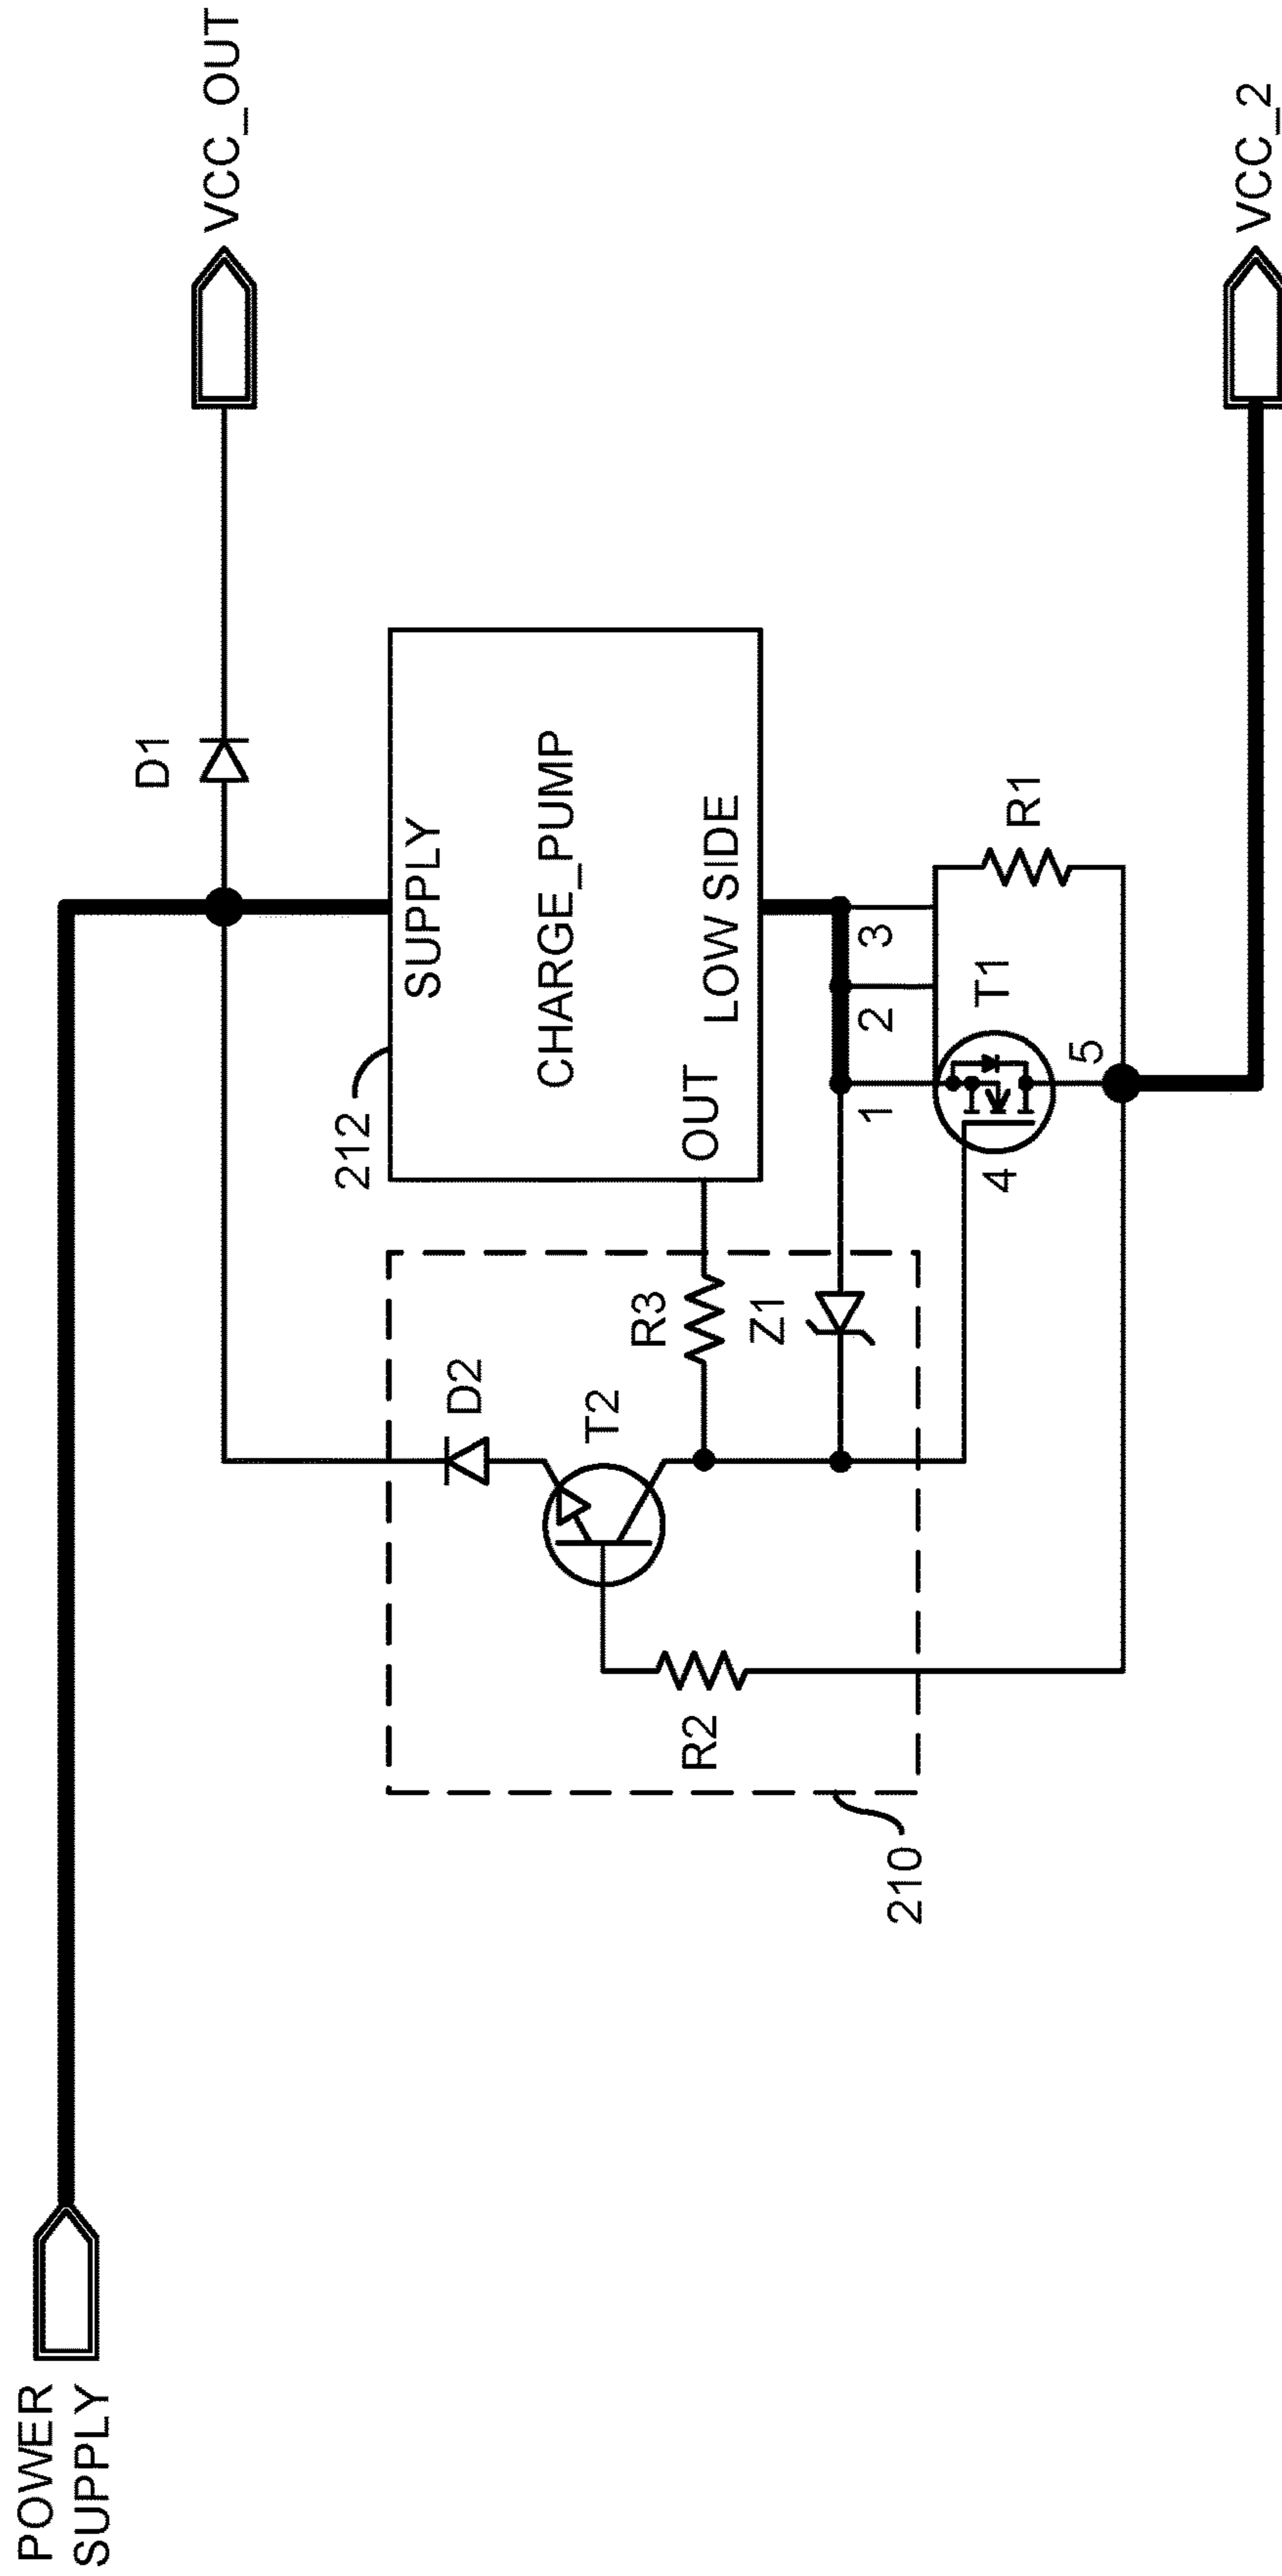 POWER
SUPPLY
D1
VCC_OUT
212
SUPPLY
CHARGE_PUMP
OUT
LOW SIDE
D2
T2
R3
Z1
R2
210
1
2
3
4
T1
R1
5
VCC_2